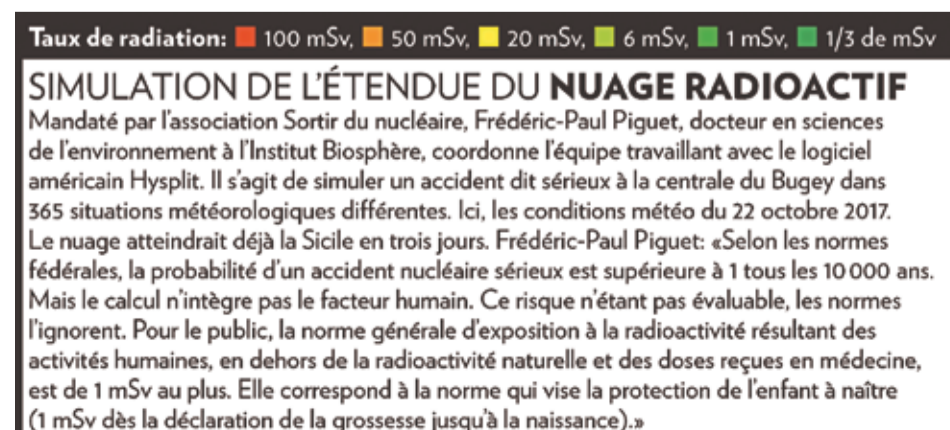 Taux de radiation: 100 mSv, 50 mSv, 20 mSv, 6 mSv, 1 mSv, 1/3 de mSv
SIMULATION DE L'ÉTENDUE DU NUAGE RADIOACTIF
Mandaté par l'association Sortir du nucléaire, Frédéric-Paul Piguet, docteur en sciences
de l'environnement à l'Institut Biosphère, coordonne l'équipe travaillant avec le logiciel
américain Hysplit. Il s'agit de simuler un accident dit sérieux à la centrale du Bugey dans
365 situations météorologiques différentes. Ici, les conditions météo du 22 octobre 2017.
Le nuage atteindrait déjà la Sicile en trois jours. Frédéric-Paul Piguet: «Selon les normes
fédérales, la probabilité d'un accident nucléaire sérieux est supérieure à 1 tous les 10 000 ans.
Mais le calcul n'intègre pas le facteur humain. Ce risque n'étant pas évaluable, les normes
l'ignorent. Pour le public, la norme générale d'exposition à la radioactivité résultant des
activités humaines, en dehors de la radioactivité naturelle et des doses reçues en médecine,
est de 1 mSv au plus. Elle correspond à la norme qui vise la protection de l'enfant à naître
(1 mSv dès la déclaration de la grossesse jusqu'à la naissance).»